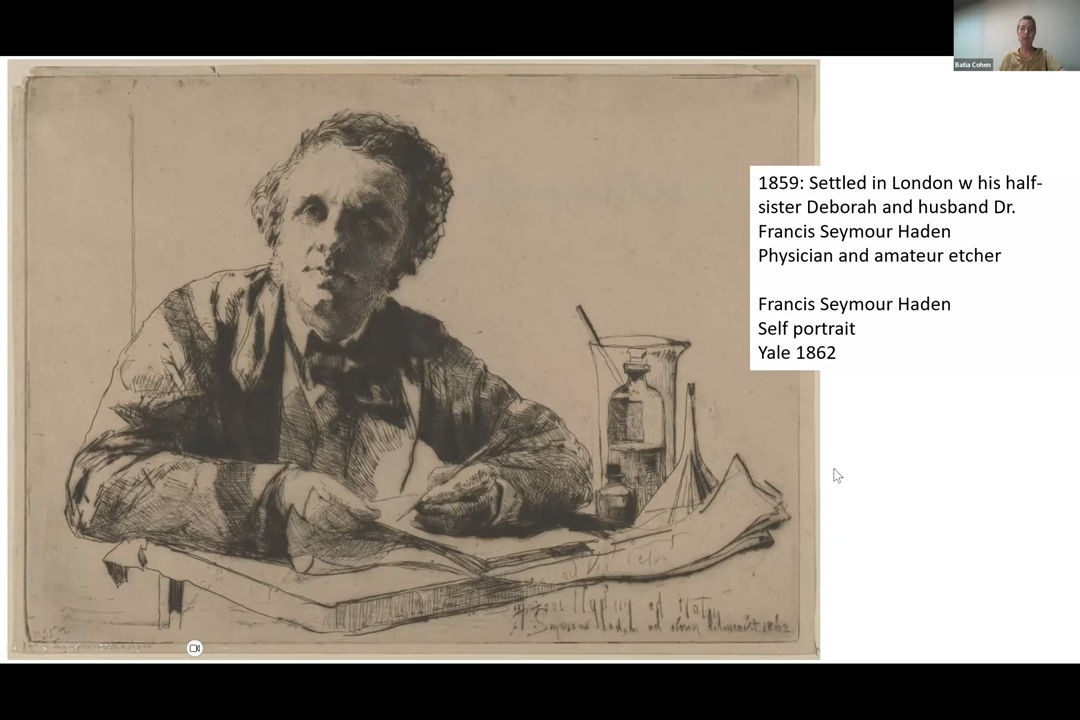 Batia Cohen
1859: Settled in London w his half-
sister Deborah and husband Dr.
Francis Seymour Haden
Physician and amateur etcher
Francis Seymour Haden
Self portrait
Yale 1862
1862